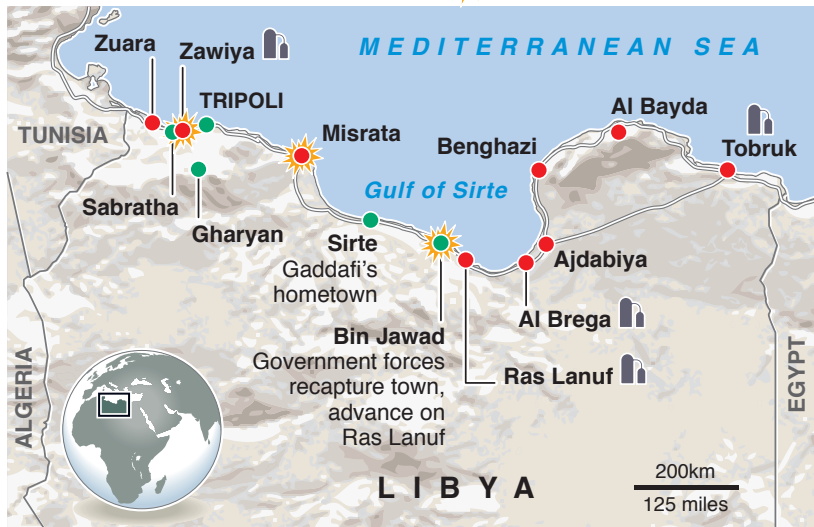 MEDITERRANEAN SEA
Zuara
Zawiya
TRIPOLI
TUNISIA
Misrata
Al Bayda
Benghazi
Tobruk
Gulf of Sirte
Sabratha
Gharyan
Sirte
Gaddafi's
hometown
Ajdabiya
Bin Jawad
Government forces
recapture town,
advance on
Ras Lanuf
Al Brega
Ras Lanuf
ALGERIA
EGYPT
LIBYA
200km
125 miles